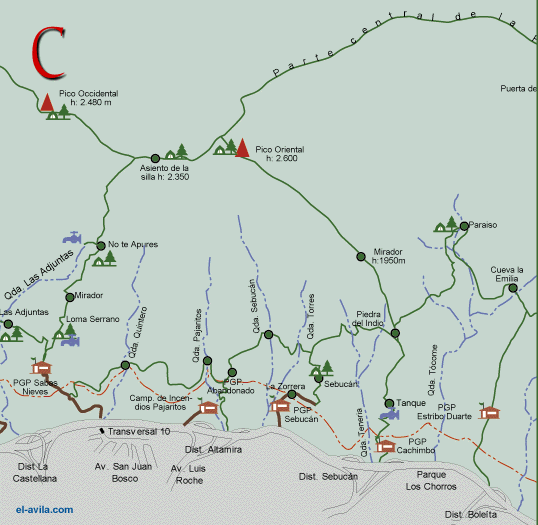 C
Parte central de la
Pico Occidental
h: 2.480 m
Puerta de
Pico Oriental
h: 2.600
Asiento de la
silla h: 2.350
Paraiso
No te Apures
Mirador
h:1950m
Qda. Las Adjuntas
Cueva la
Emilia
Mirador
Las Adjuntas
Loma Serrano
Qda. Quintero
Qda. Pajaritos
Qda. Sebucán
Qda. Torres
Piedra
del Indio
Qda. Tócome
PGP Sabas
Nieves
PGP
Abandonado
La Zorrera
Sebucán
Camp. de Incen-
dios Pajaritos
PGP
Sebucán
Qda. Tenerra
Tanque
PGP
Estribo Duarte
PGP
Cachimbo
Transversal 10
Dist. Altamira
Dist La
Castellana
Av. San Juan
Bosco
Av. Luis
Roche
Dist. Sebucán
Parque
Los Chorros
Dist. Boleíta
el-avila.com